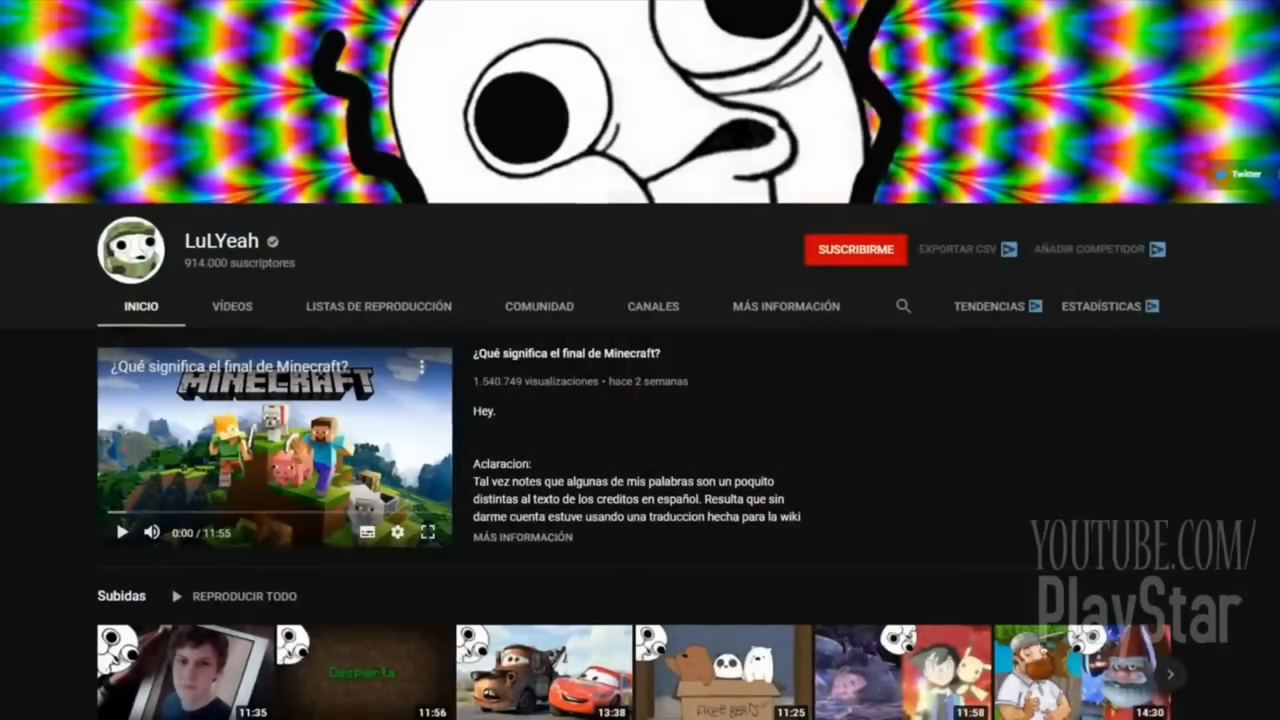 Twitter
LuLYeah
914.000 suscriptores
SUSCRIBIRME
EXPORTAR CSV
AÑADIR COMPETIDOR
INICIO VÍDEOS LISTAS DE REPRODUCCIÓN COMUNIDAD CANALES MÁS INFORMACIÓN TENDENCIAS ESTADÍSTICAS
¿Qué significa el final de Minecraft?
MINECRAFT
0:00 / 11:55
¿Qué significa el final de Minecraft?
1.540.749 visualizaciones • hace 2 semanas
Hey.
Aclaracion:
Tal vez notes que algunas de mis palabras son un poquito
distintas al texto de los creditos en español. Resulta que sin
darme cuenta estuve usando una traduccion hecha para la wiki
MÁS INFORMACIÓN
YOUTUBE.COM/
PlayStar
Subidas REPRODUCIR TODO
Despierta
FREE BEARS
11:35 11:56 13:38 11:25 11:58 14:30